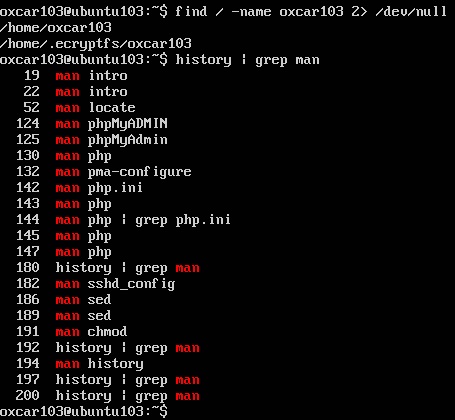 oxcar103@ubuntu103:~$ find / -name oxcar103 2> /dev/null
/home/oxcar103
/home/.ecryptfs/oxcar103
oxcar103@ubuntu103:~$ history | grep man
19 man intro
22 man intro
52 man locate
124 man phpMyADMIN
125 man phpMyAdmin
130 man php
132 man pma-configure
142 man php.ini
143 man php
144 man php | grep php.ini
145 man php
147 man php
180 history | grep man
182 man sshd_config
186 man sed
189 man sed
191 man chmod
192 history | grep man
194 man history
197 history | grep man
200 history | grep man
oxcar103@ubuntu103:~$